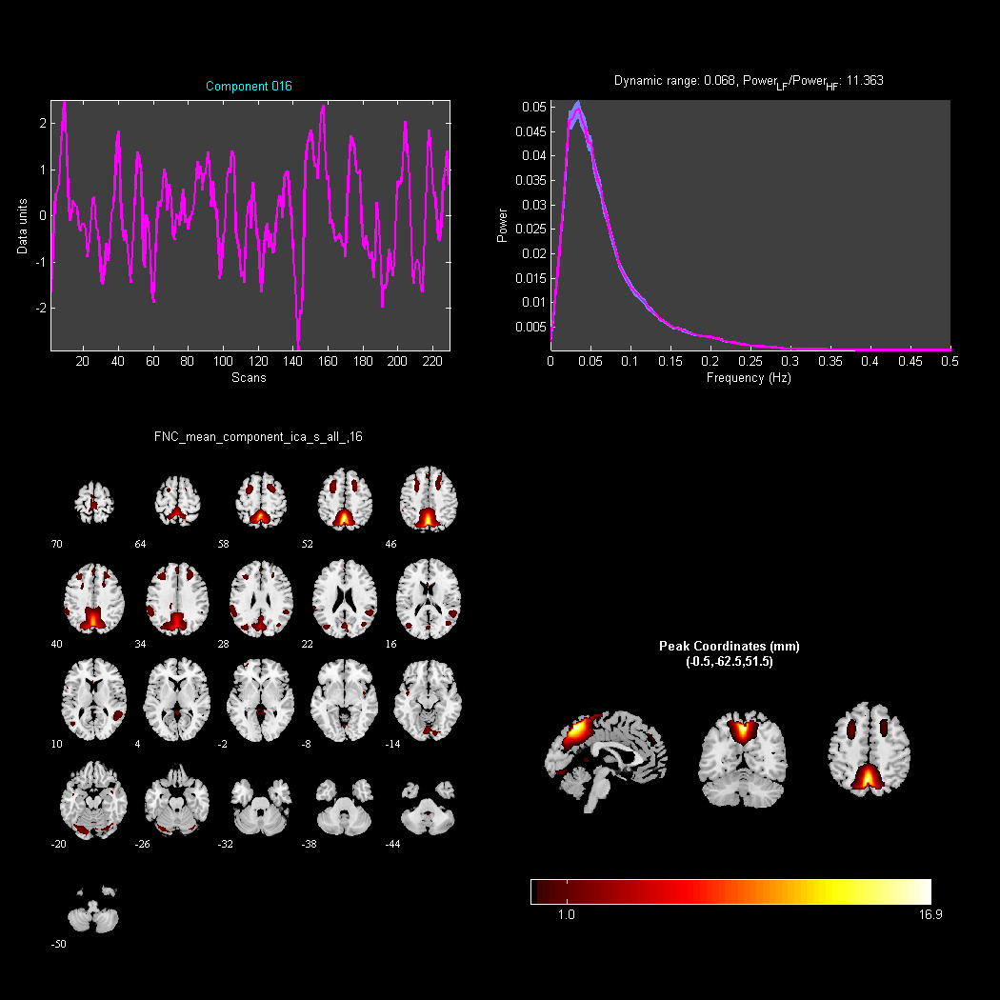 Component 016
2
1
0
-1
-2
Data units
20 40 60 80 100 120 140 160 180 200 220
Scans
Dynamic range: 0.068, PowerLF/PowerHF: 11.363
0.05
0.045
0.04
0.035
0.03
0.025
0.02
0.015
0.01
0.005
Power
0 0.05 0.1 0.15 0.2 0.25 0.3 0.35 0.4 0.45 0.5
Frequency (Hz)
FNC_mean_component_ica_s_all_,16
70 64 58 52 46
40 34 28 22 16
10 4 -2 -8 -14
-20 -26 -32 -38 -44
-50
Peak Coordinates (mm)
(-0.5,-62.5,51.5)
1.0 16.9